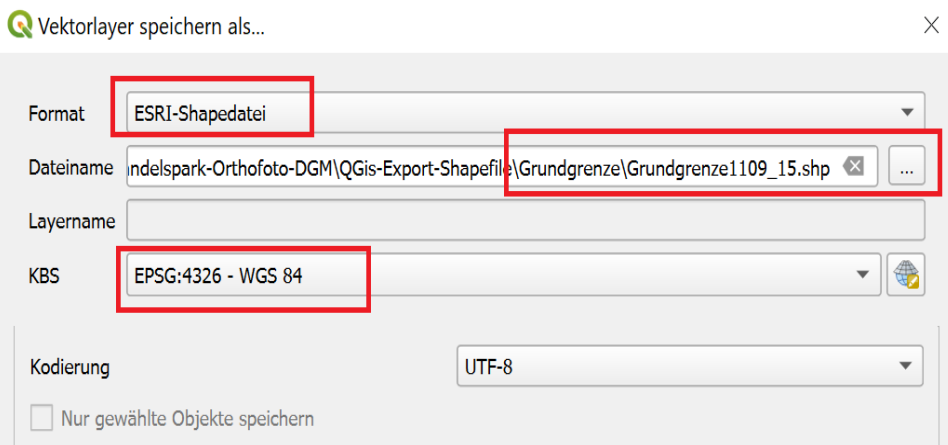 Vektorlayer speichern als...
Format ESRI-Shapedatei
Dateiname ndelspark-Orthofoto-DGM\QGis-Export-Shapefile\Grundgrenze\Grundgrenze1109_15.shp ...
Layername
KBS EPSG:4326 - WGS 84
Kodierung UTF-8
Nur gewählte Objekte speichern